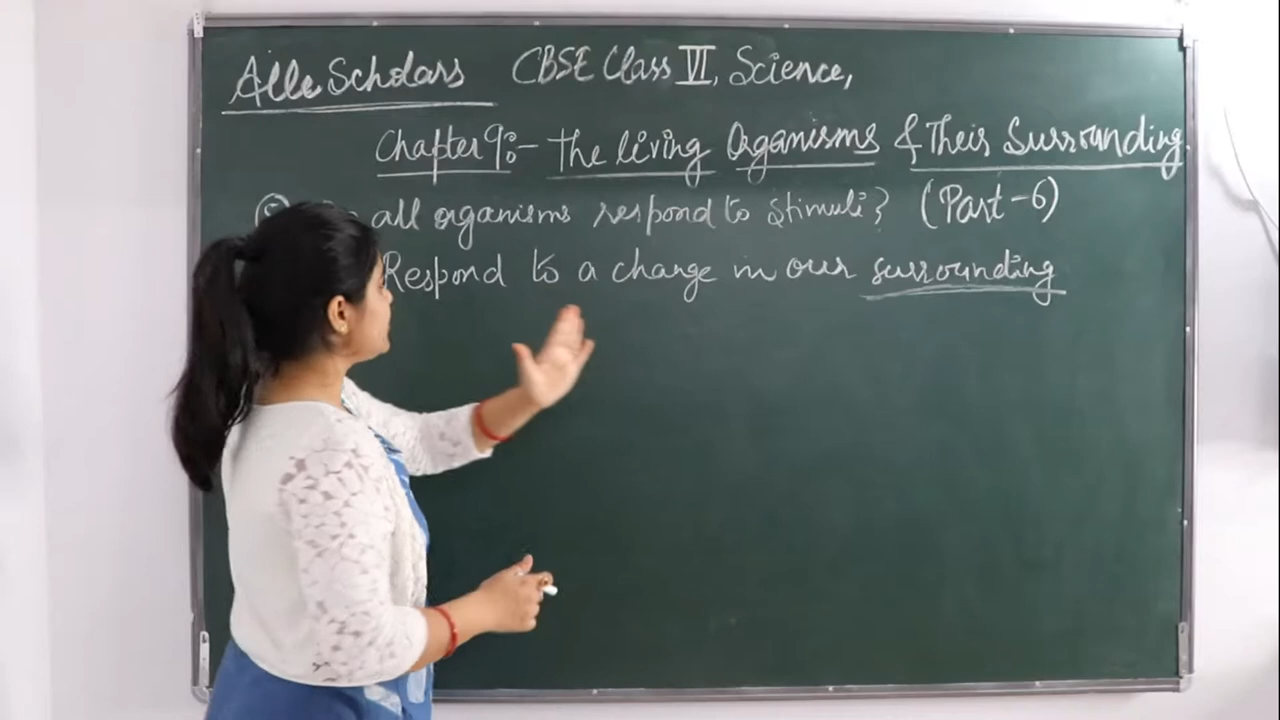 Alle Scholars CBSE Class VI, Science,
Chapter 9:- The living Organisms & Their Surrounding.
all organisms respond to stimuli? (Part-6)
Respond to a change in our surrounding